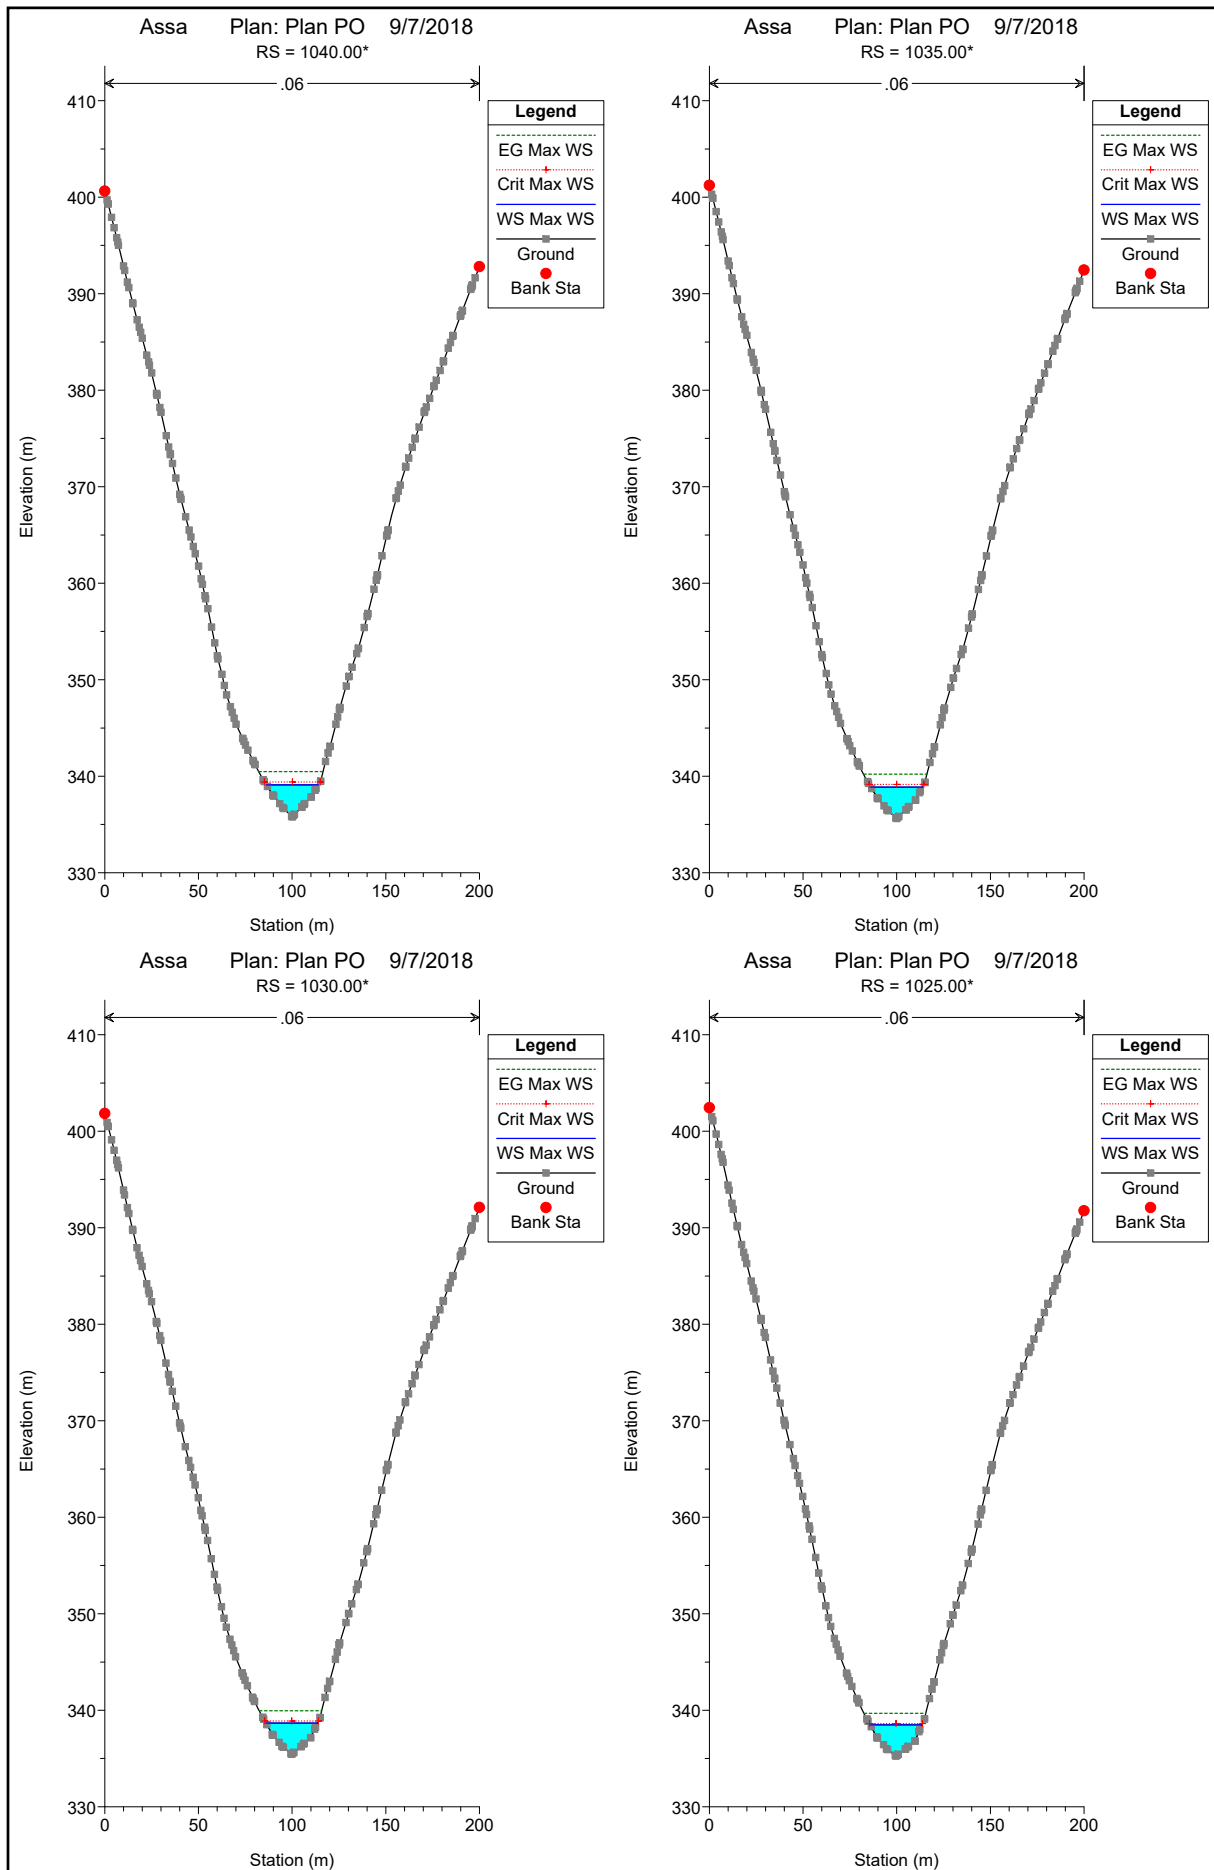 Assa Plan: Plan PO 9/7/2018
RS = 1040.00*
.06
410
400
390
380
370
360
350
340
330
0 50 100 150 200
Station (m)
Elevation (m)
Legend
EG Max WS
Crit Max WS
WS Max WS
Ground
Bank Sta
Assa Plan: Plan PO 9/7/2018
RS = 1035.00*
.06
410
400
390
380
370
360
350
340
330
0 50 100 150 200
Station (m)
Elevation (m)
Legend
EG Max WS
Crit Max WS
WS Max WS
Ground
Bank Sta
Assa Plan: Plan PO 9/7/2018
RS = 1030.00*
.06
410
400
390
380
370
360
350
340
330
0 50 100 150 200
Station (m)
Elevation (m)
Legend
EG Max WS
Crit Max WS
WS Max WS
Ground
Bank Sta
Assa Plan: Plan PO 9/7/2018
RS = 1025.00*
.06
410
400
390
380
370
360
350
340
330
0 50 100 150 200
Station (m)
Elevation (m)
Legend
EG Max WS
Crit Max WS
WS Max WS
Ground
Bank Sta